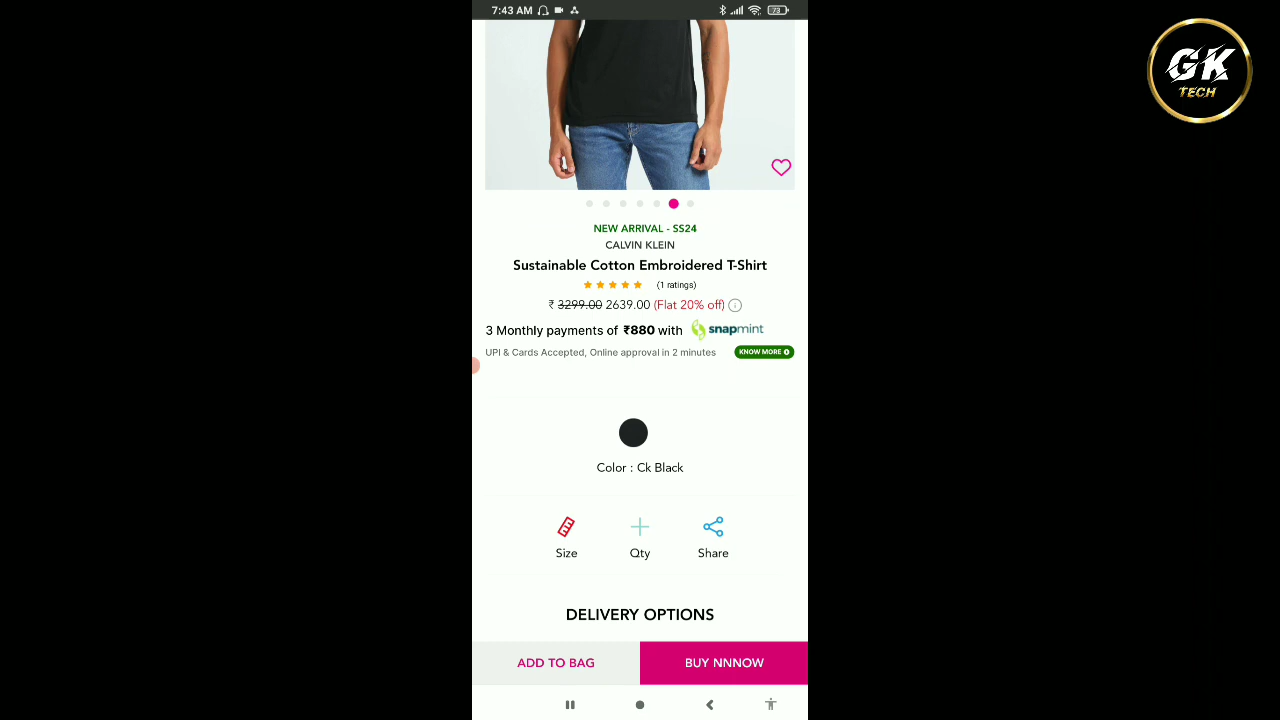 7:43 AM
73
GK
TECH
NEW ARRIVAL - SS24
CALVIN KLEIN
Sustainable Cotton Embroidered T-Shirt
(1 ratings)
₹ 3299.00 2639.00 (Flat 20% off)
3 Monthly payments of ₹880 with snapmint
UPI & Cards Accepted, Online approval in 2 minutes KNOW MORE
Color : Ck Black
Size Qty Share
DELIVERY OPTIONS
ADD TO BAG BUY NNNOW